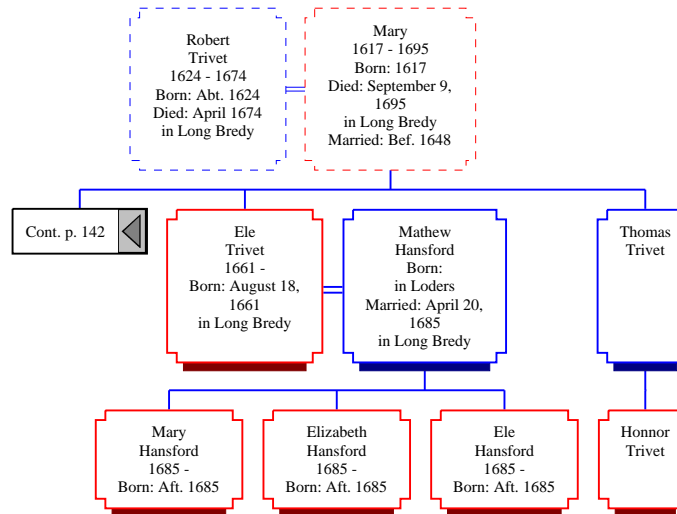 Robert
Trivet
1624 - 1674
Born: Abt. 1624
Died: April 1674
in Long Bredy
Mary
1617 - 1695
Born: 1617
Died: September 9,
1695
in Long Bredy
Married: Bef. 1648
Cont. p. 142
Ele
Trivet
1661 -
Born: August 18,
1661
in Long Bredy
Mathew
Hansford
Born:
in Loders
Married: April 20,
1685
in Long Bredy
Thomas
Trivet
Mary
Hansford
1685 -
Born: Aft. 1685
Elizabeth
Hansford
1685 -
Born: Aft. 1685
Ele
Hansford
1685 -
Born: Aft. 1685
Honnor
Trivet